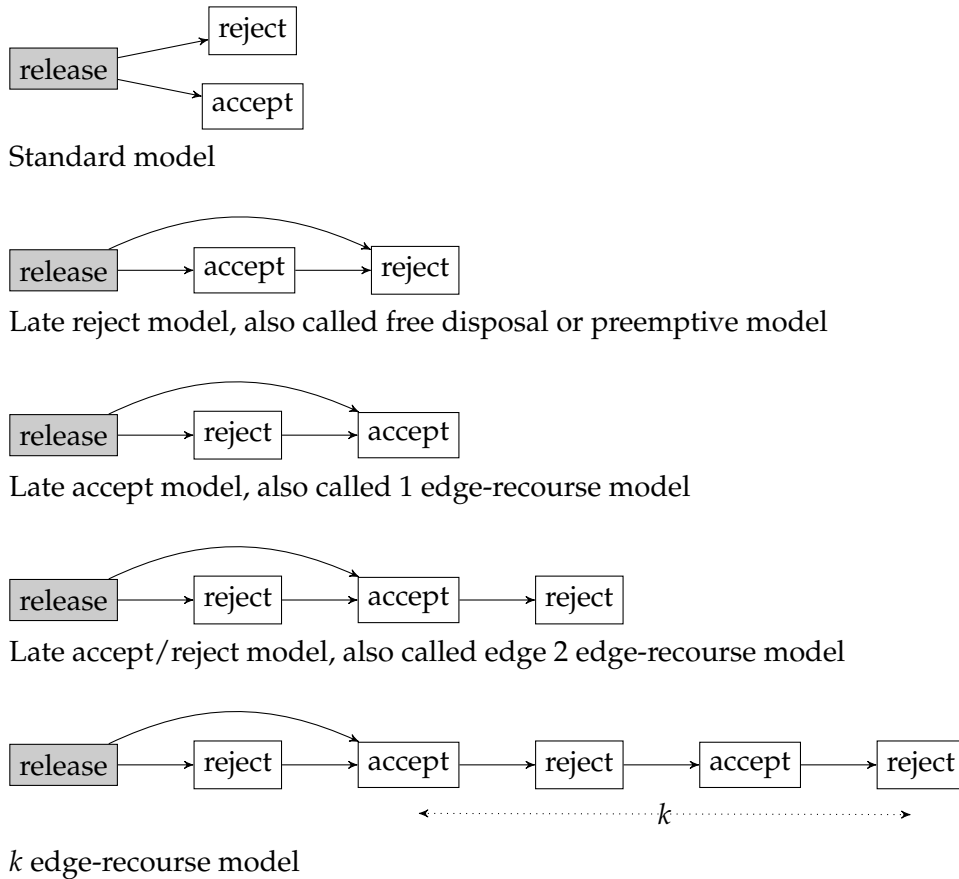 reject
release
accept
Standard model
release
accept
reject
Late reject model, also called free disposal or preemptive model
release
reject
accept
Late accept model, also called 1 edge-recourse model
release
reject
accept
reject
Late accept/reject model, also called edge 2 edge-recourse model
release
reject
accept
reject
accept
reject
k
k edge-recourse model